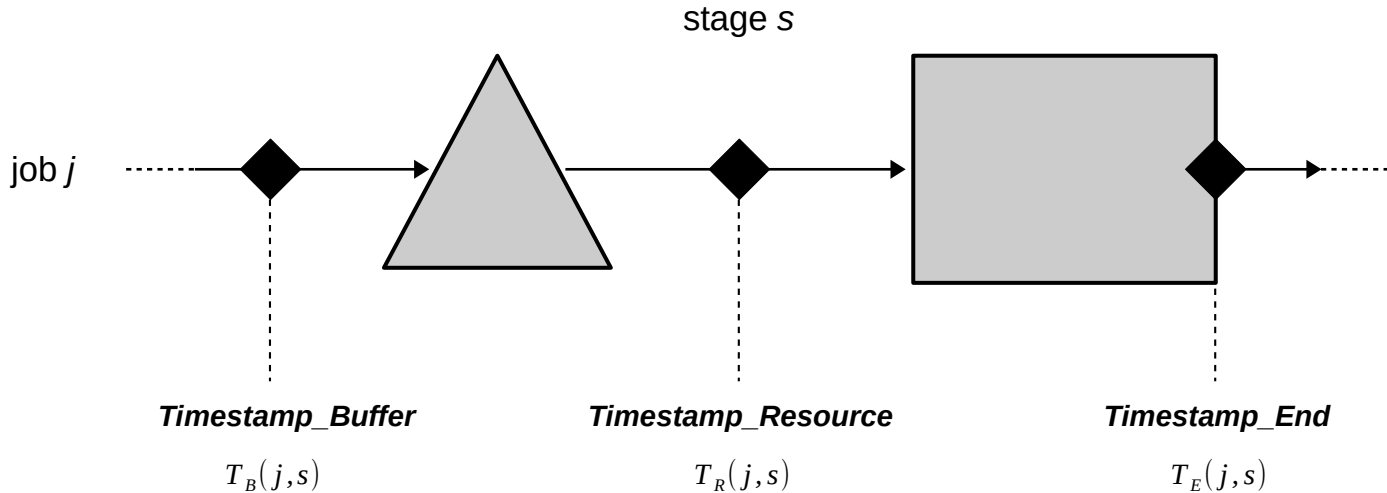 stage s
job j
Timestamp_Buffer
Timestamp_Resource
Timestamp_End
T_B(j,s)
T_R(j,s)
T_E(j,s)